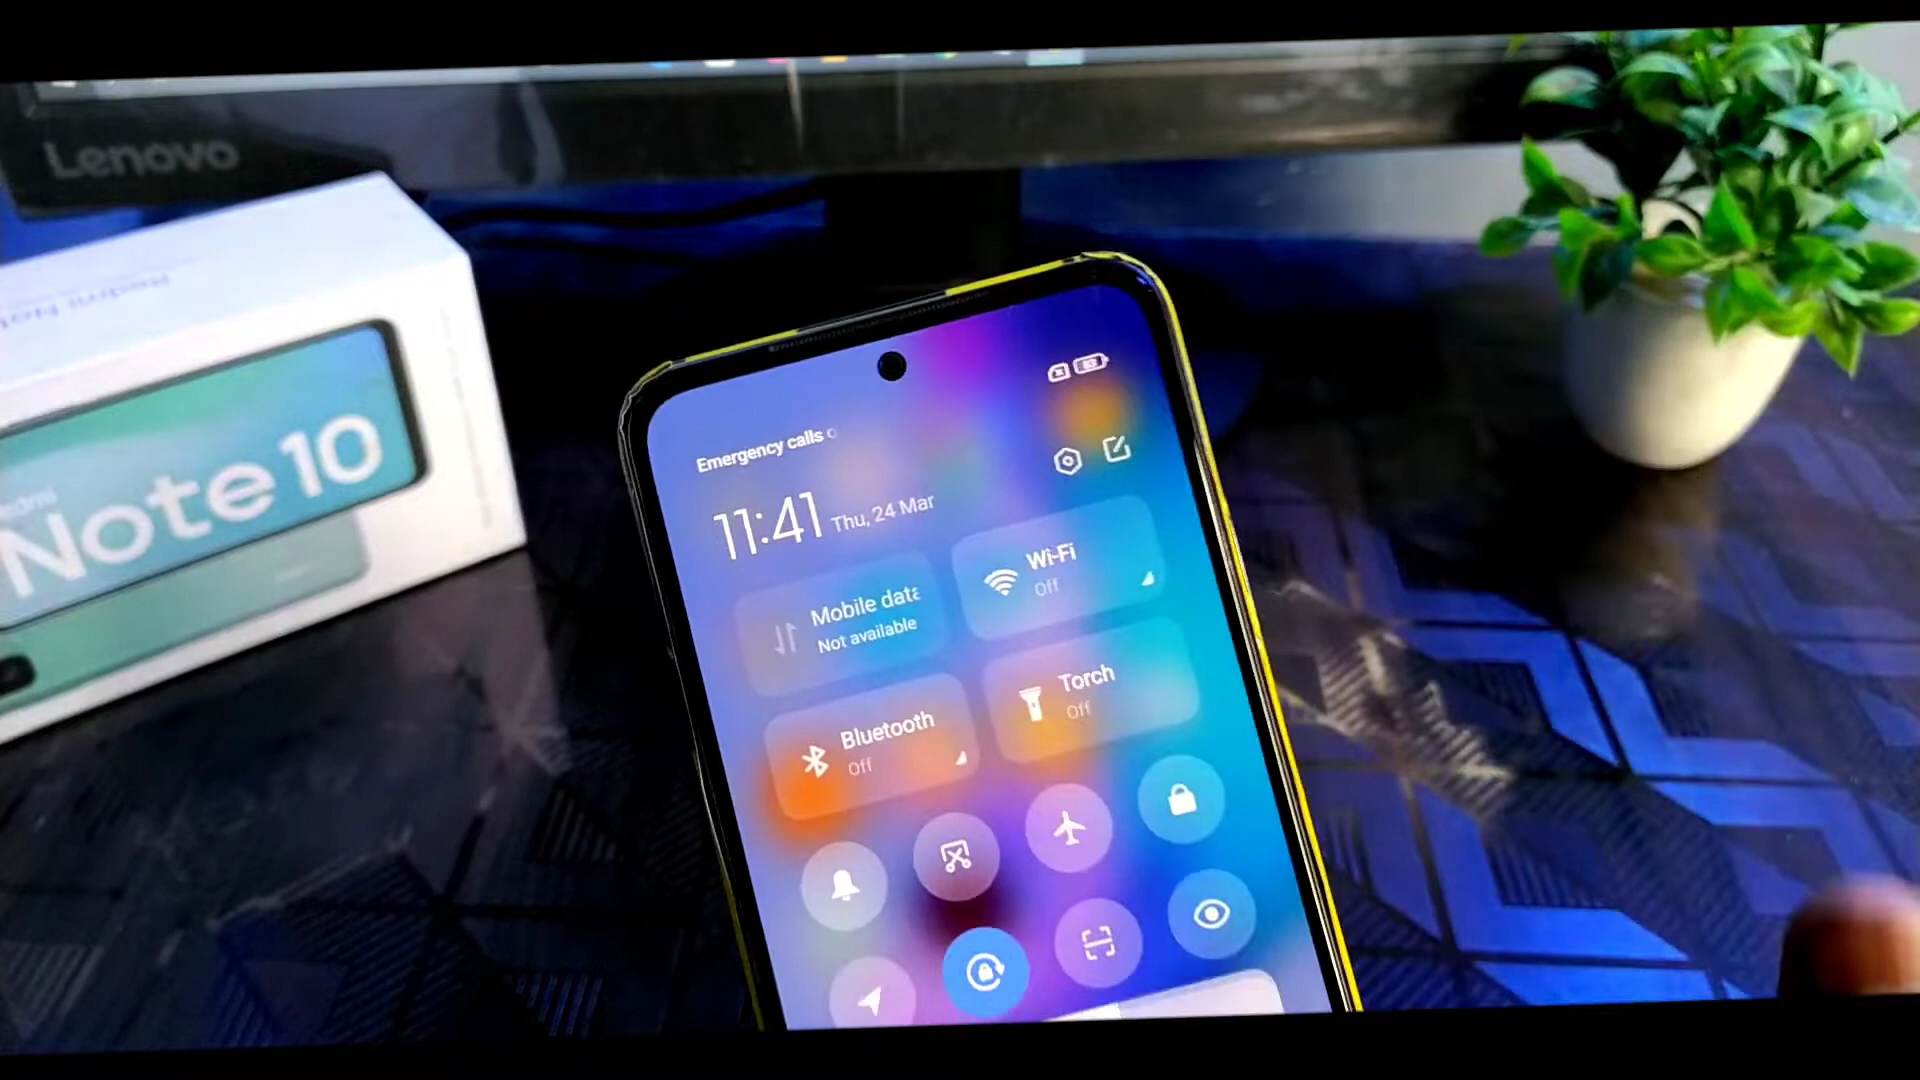 Lenovo
Note 10
Emergency calls
11:41 Thu, 24 Mar
Mobile data
Not available
Wi-Fi
Off
Bluetooth
Off
Torch
Off